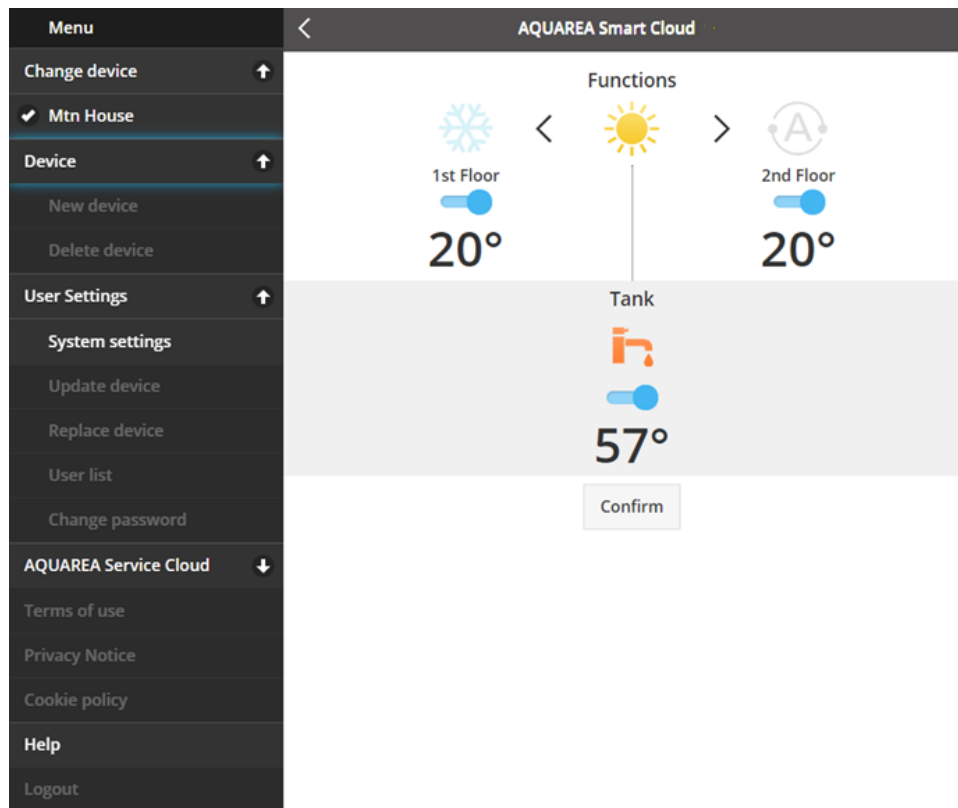 Menu
Change device
Mtn House
Device
New device
Delete device
User Settings
System settings
Update device
Replace device
User list
Change password
AQUAREA Service Cloud
Terms of use
Privacy Notice
Cookie policy
Help
Logout
AQUAREA Smart Cloud
Functions
A
1st Floor
2nd Floor
20°
20°
Tank
57°
Confirm